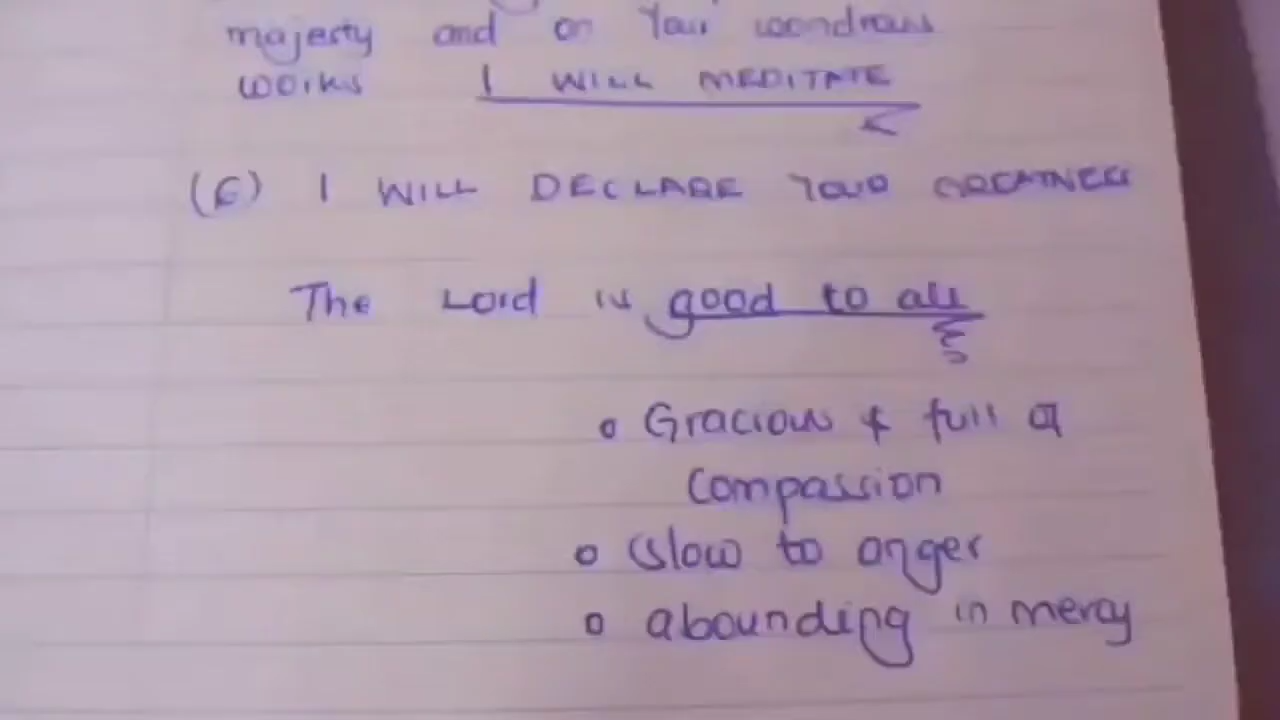 majesty and on Your wondrous
works I WILL MEDITATE
(6) I WILL DECLARE YOUR GREATNESS
The Lord is good to all
o Gracious & full of
compassion
o slow to anger
o abounding in mercy